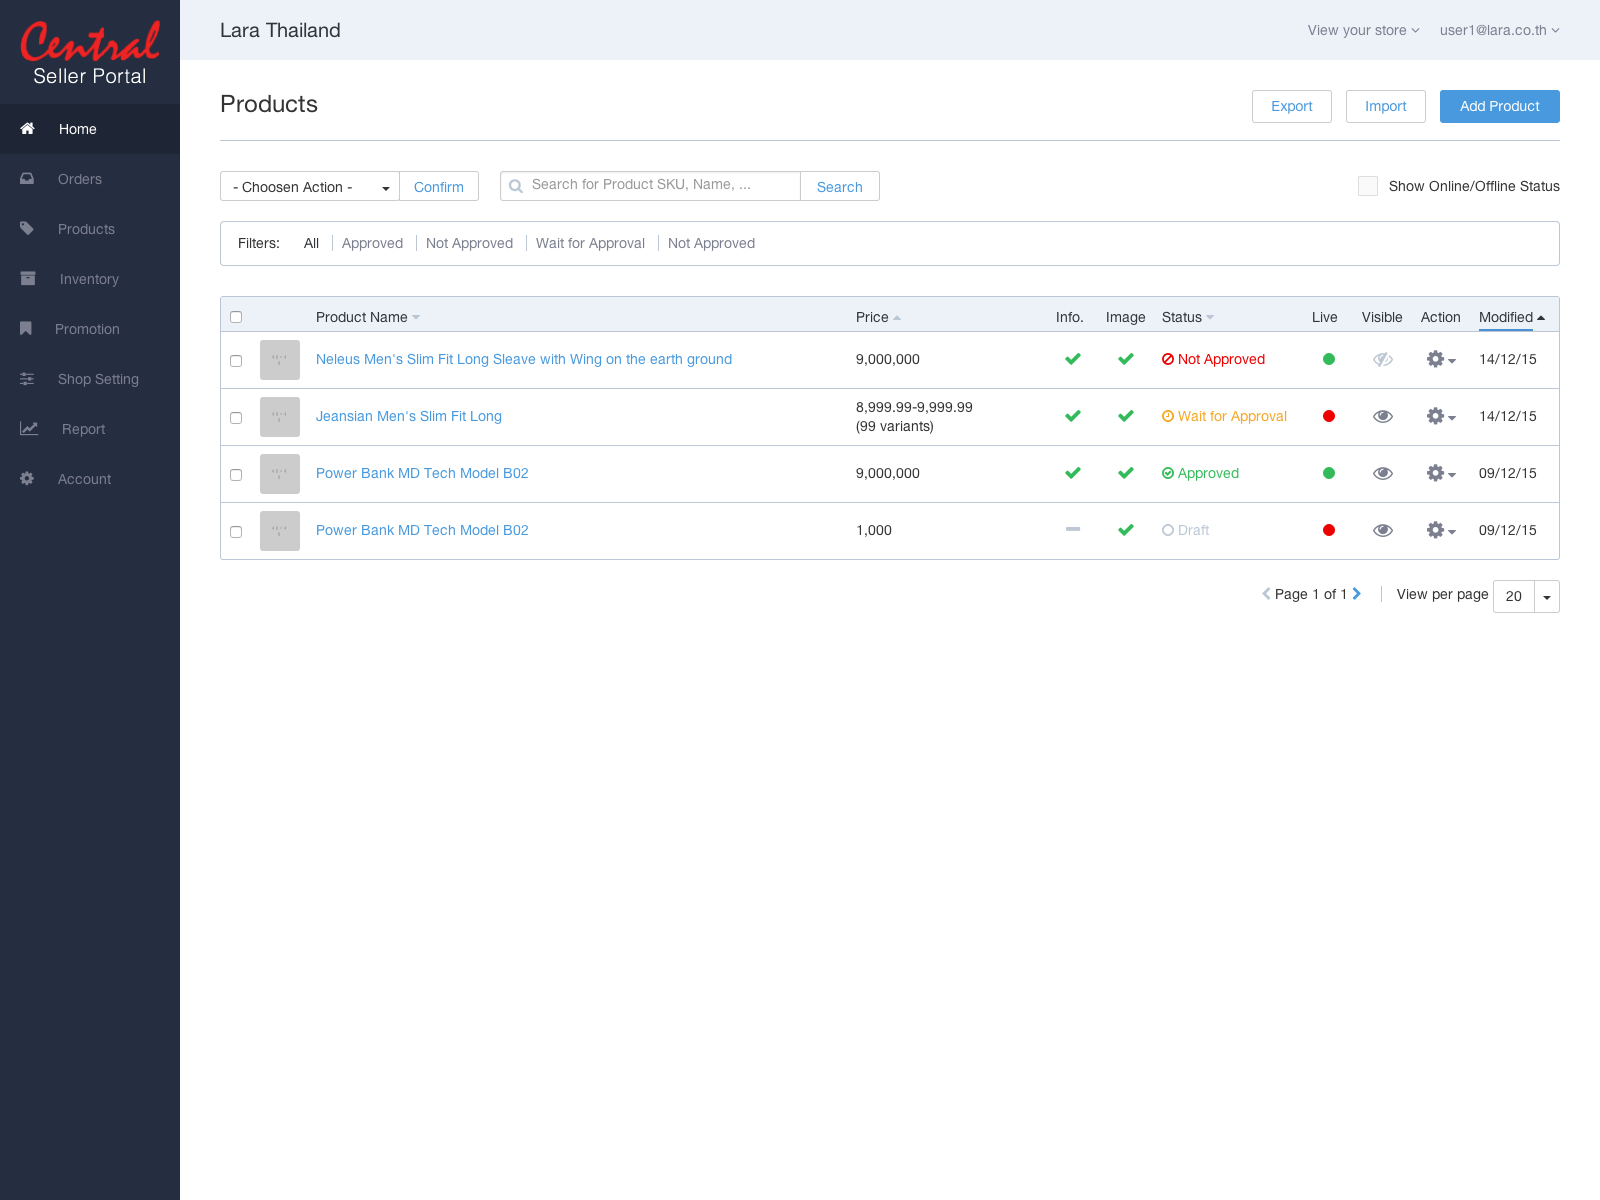 Central
Seller Portal
Home
Orders
Products
Inventory
Promotion
Shop Setting
Report
Account
Lara Thailand
View your store
user1@lara.co.th
Products
Export
Import
Add Product
- Choosen Action -
Confirm
Search for Product SKU, Name, ...
Search
Show Online/Offline Status
Filters: All Approved Not Approved Wait for Approval Not Approved
Product Name Price Info. Image Status Live Visible Action Modified
Neleus Men's Slim Fit Long Sleave with Wing on the earth ground 9,000,000 Not Approved 14/12/15
Jeansian Men's Slim Fit Long 8,999.99-9,999.99 Wait for Approval 14/12/15
(99 variants)
Power Bank MD Tech Model B02 9,000,000 Approved 09/12/15
Power Bank MD Tech Model B02 1,000 Draft 09/12/15
Page 1 of 1 View per page 20